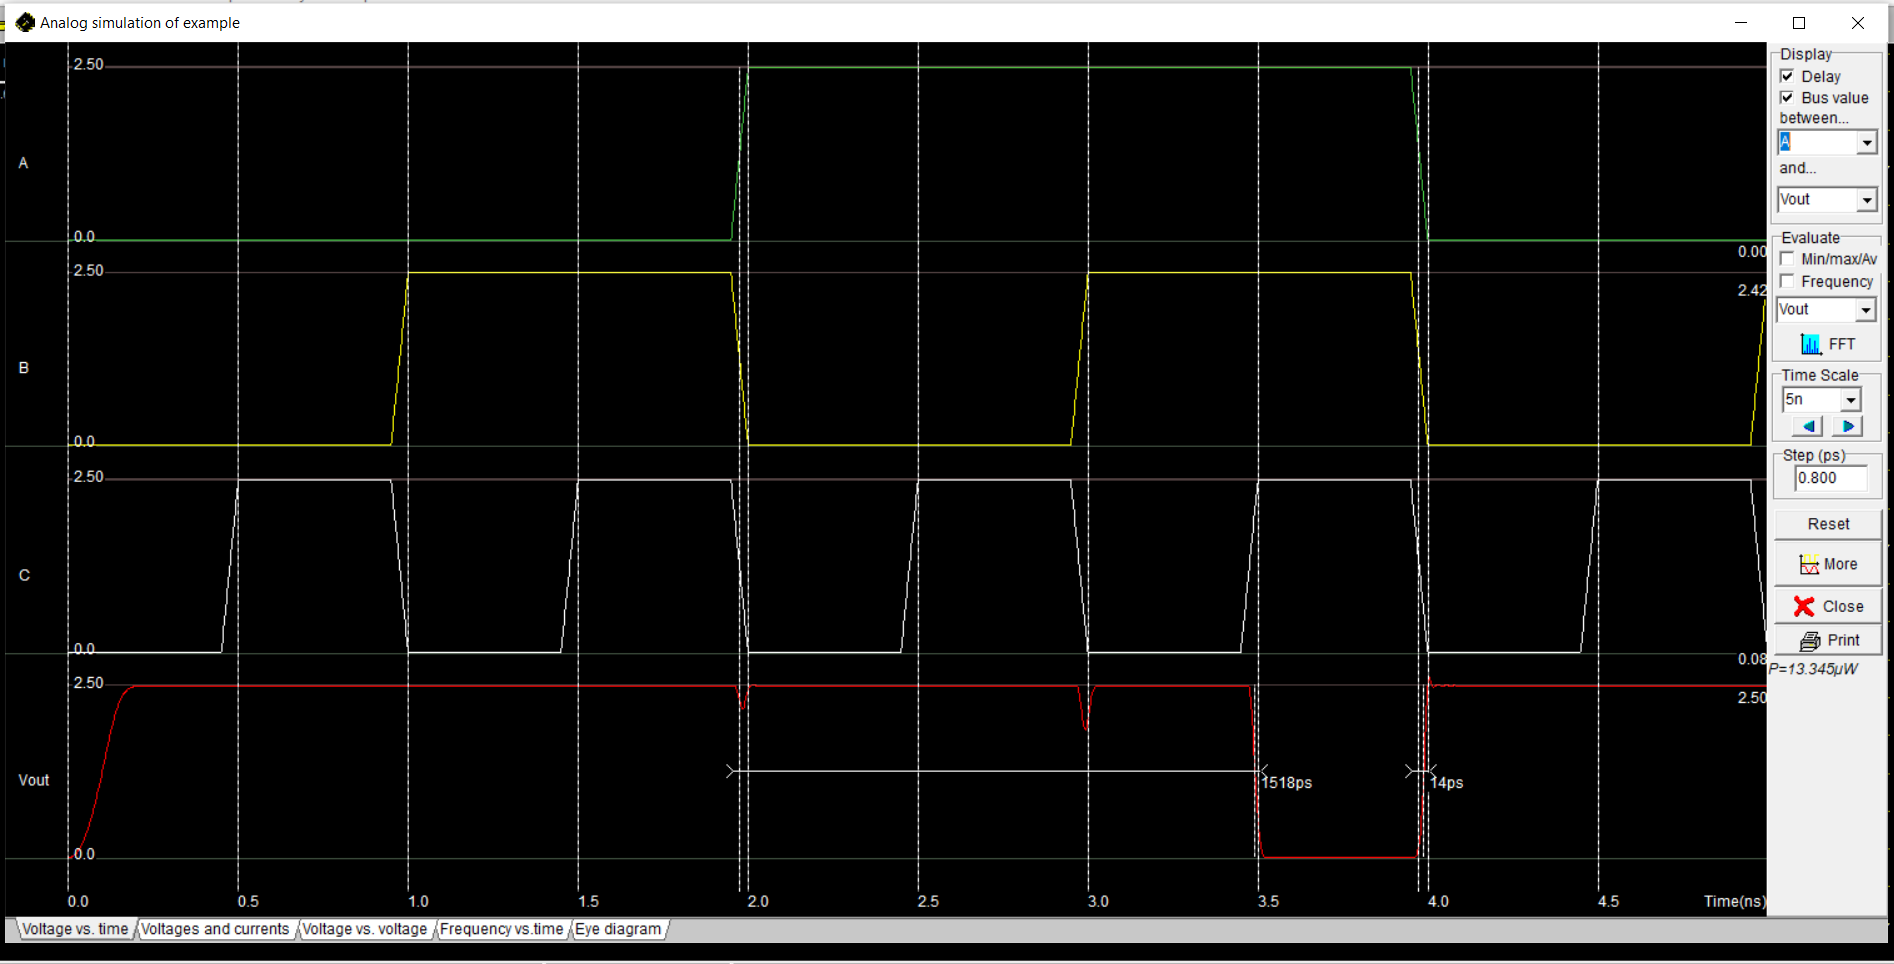 Analog simulation of example
2.50
A
0.0
0.00
2.50
2.42
B
0.0
2.50
C
0.0
0.08
2.50
2.50
Vout
1518ps
14ps
0.0
0.0 0.5 1.0 1.5 2.0 2.5 3.0 3.5 4.0 4.5 Time(ns)
Voltage vs. time Voltages and currents Voltage vs. voltage Frequency vs.time Eye diagram
Display
Delay
Bus value
between...
A
and...
Vout
Evaluate
Min/max/Av
Frequency
Vout
FFT
Time Scale
5n
Step (ps)
0.800
Reset
More
Close
Print
P=13.345µW